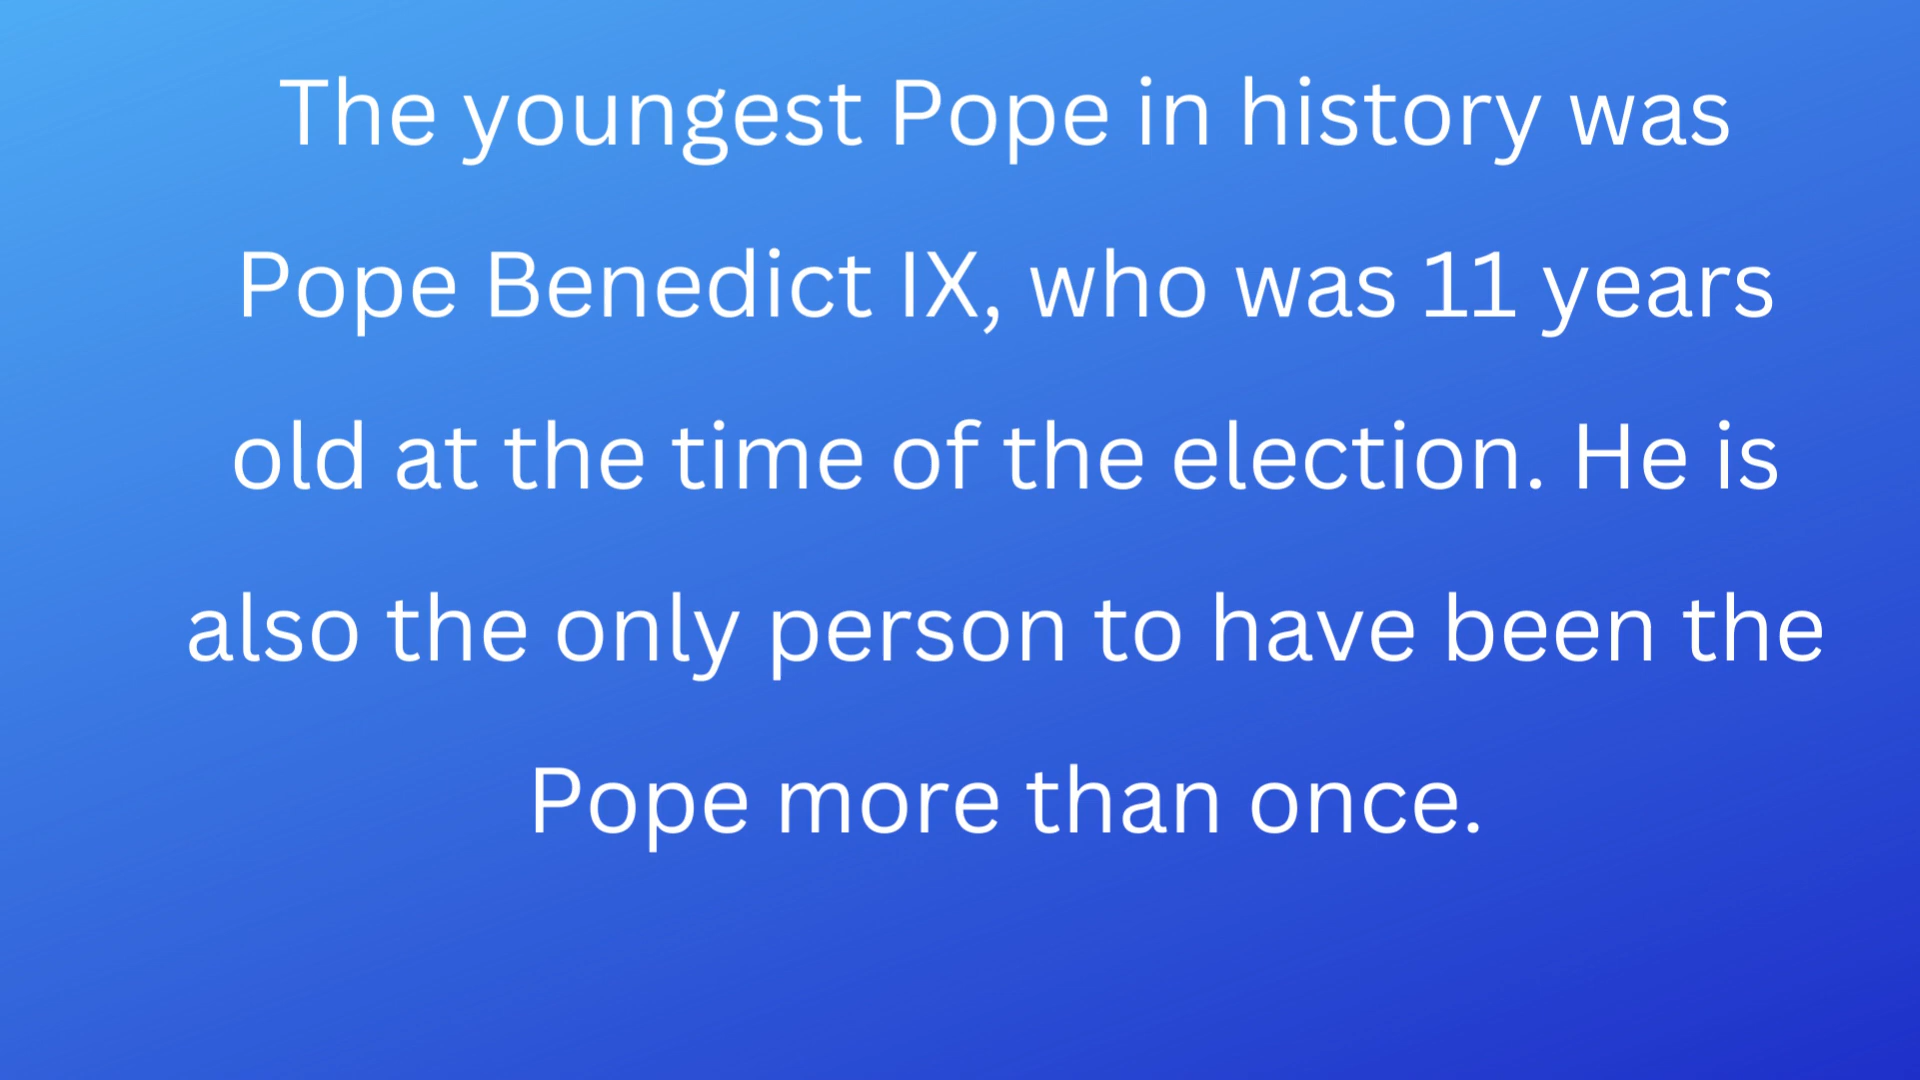 The youngest Pope in history was
Pope Benedict IX, who was 11 years
old at the time of the election. He is
also the only person to have been the
Pope more than once.